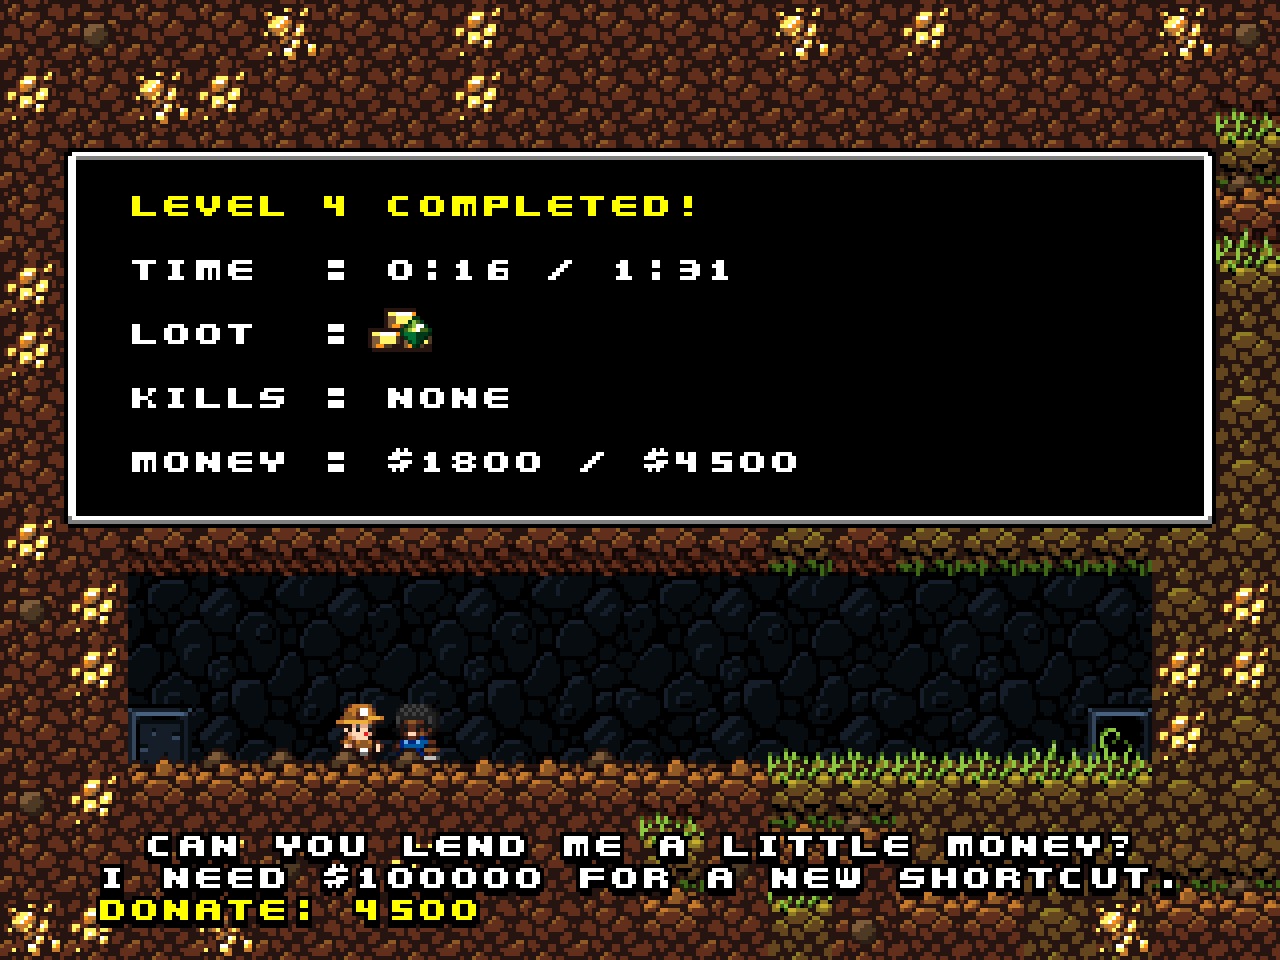 LEVEL 4 COMPLETED!
TIME = 0:16 / 1:31
LOOT =
KILLS = NONE
MONEY = #1800 / #4500
CAN YOU LEND ME A LITTLE MONEY?
I NEED #100000 FOR A NEW SHORTCUT.
DONATE: 4500